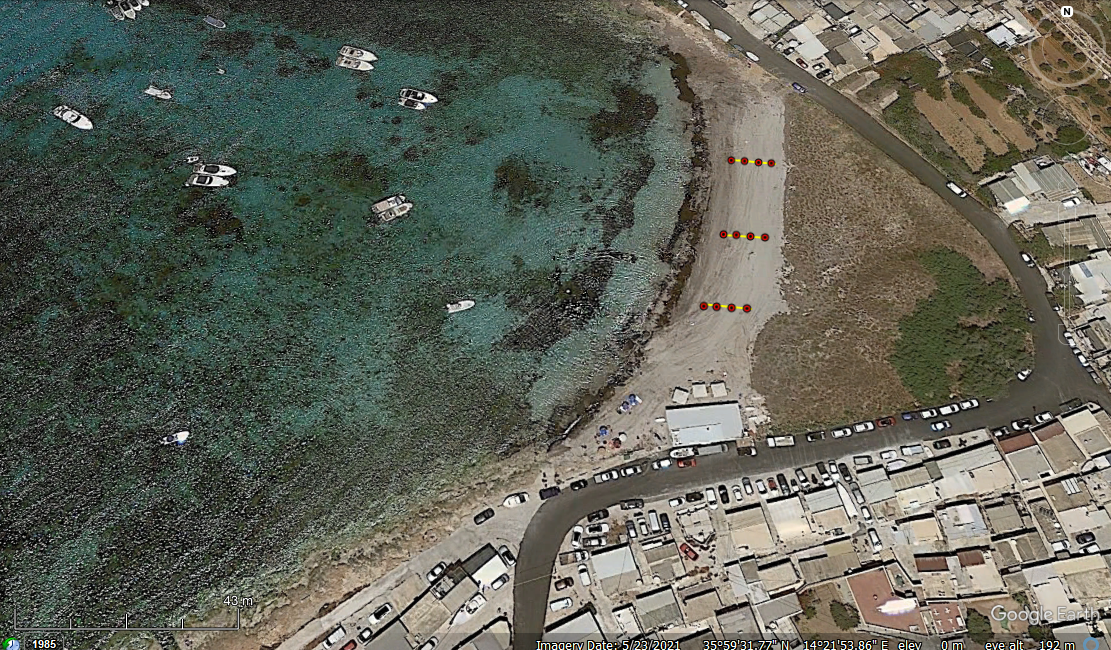 N
43 m
Google Earth
1985
Imagery Date: 5/23/2021 35°59'31.77" N 14°21'53.86" E elev 0 m eye alt 192 m